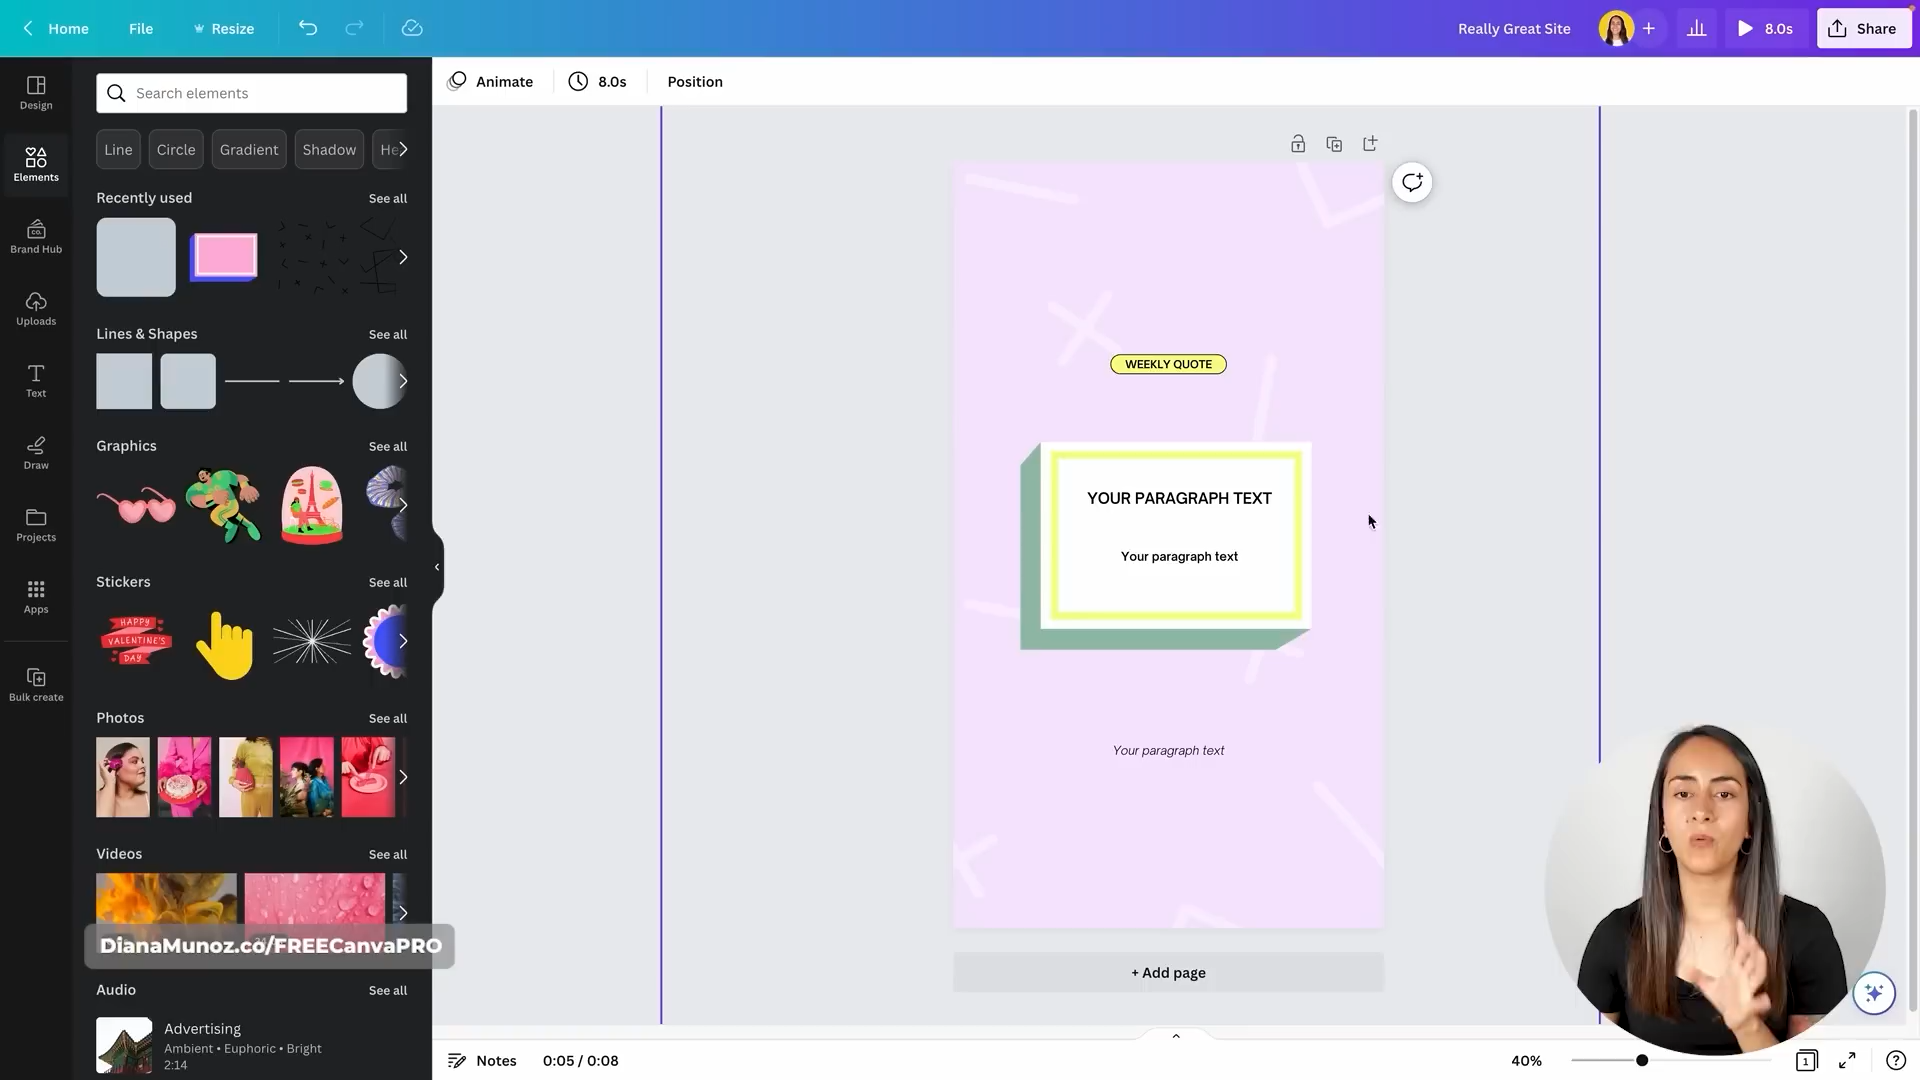 Home
File
Resize
Really Great Site
8.0s
Share
Design
Elements
Brand Hub
Uploads
Text
Draw
Projects
Apps
Bulk create
Search elements
Line
Circle
Gradient
Shadow
Recently used
See all
Lines & Shapes
See all
Graphics
See all
Stickers
See all
HAPPY
VALENTINE'S
DAY
Photos
See all
Videos
See all
DianaMunoz.co/FREECanvaPRO
Audio
See all
Advertising
Ambient • Euphoric • Bright
2:14
Animate
8.0s
Position
WEEKLY QUOTE
YOUR PARAGRAPH TEXT
Your paragraph text
Your paragraph text
+ Add page
Notes
0:05 / 0:08
40%
1